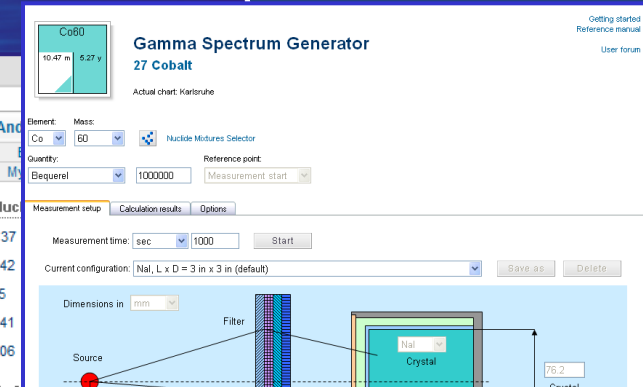 Getting started
Reference manual
User forum
Co60
10.47 m 5.27 y
Gamma Spectrum Generator
27 Cobalt
Actual chart: Karlsruhe
Element: Mass:
Co 60 Nuclide Mixtures Selector
Quantity: Reference point:
Bequerel 1000000 Measurement start
Measurement setup Calculation results Options
Measurement time: sec 1000 Start
Current configuration: NaI, L x D = 3 in x 3 in (default) Save as Delete
Dimensions in mm
Filter
NaI
Crystal
Source
76.2
Crystal
And
My
37
42
5
41
06